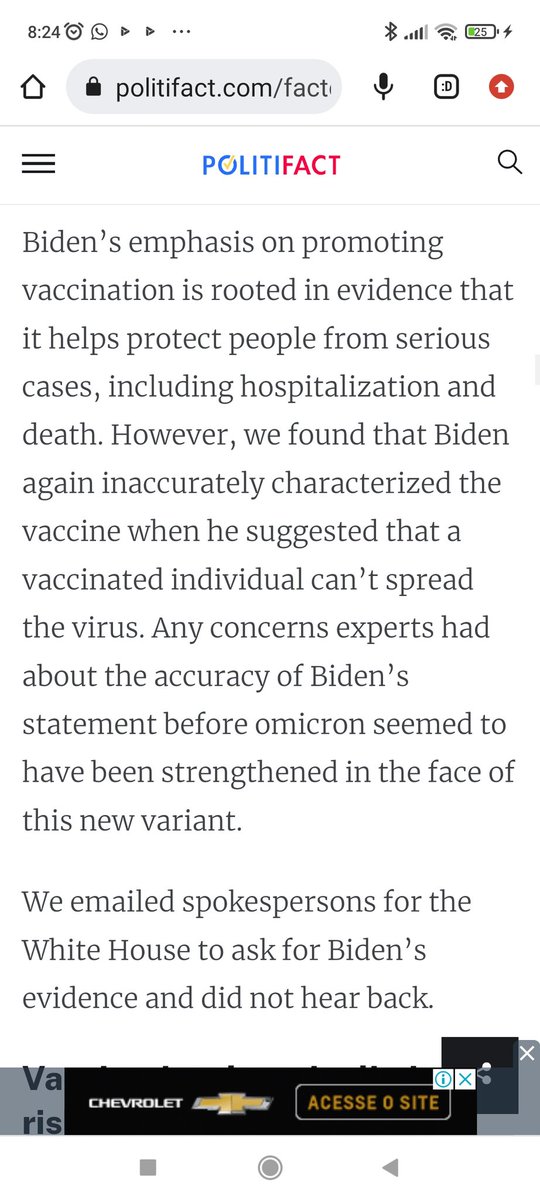 8:24
25
politifact.com/fact
:D
POLITIFACT
Biden’s emphasis on promoting
vaccination is rooted in evidence that
it helps protect people from serious
cases, including hospitalization and
death. However, we found that Biden
again inaccurately characterized the
vaccine when he suggested that a
vaccinated individual can’t spread
the virus. Any concerns experts had
about the accuracy of Biden’s
statement before omicron seemed to
have been strengthened in the face of
this new variant.
We emailed spokespersons for the
White House to ask for Biden’s
evidence and did not hear back.
CHEVROLET
ACESSE O SITE